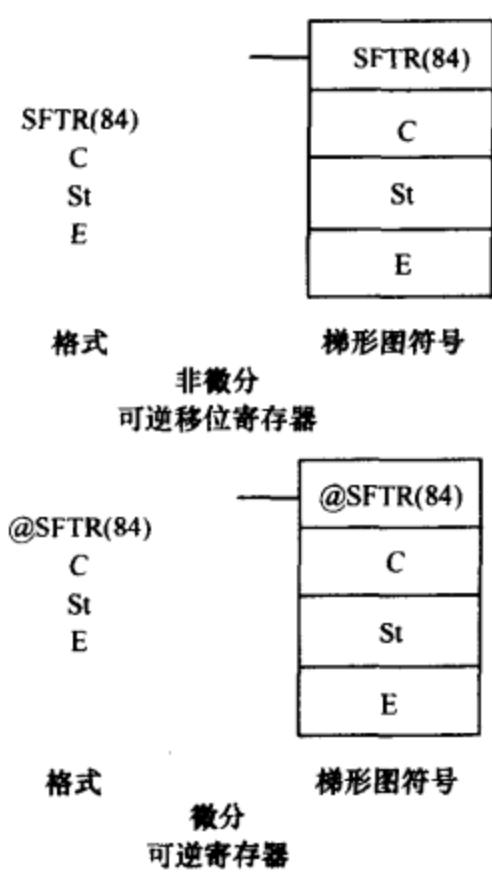 SFTR(84)
C
St
E
SFTR(84)
C
St
E
格式
梯形图符号
非微分
可逆移位寄存器
@SFTR(84)
C
St
E
@SFTR(84)
C
St
E
格式
梯形图符号
微分
可逆寄存器